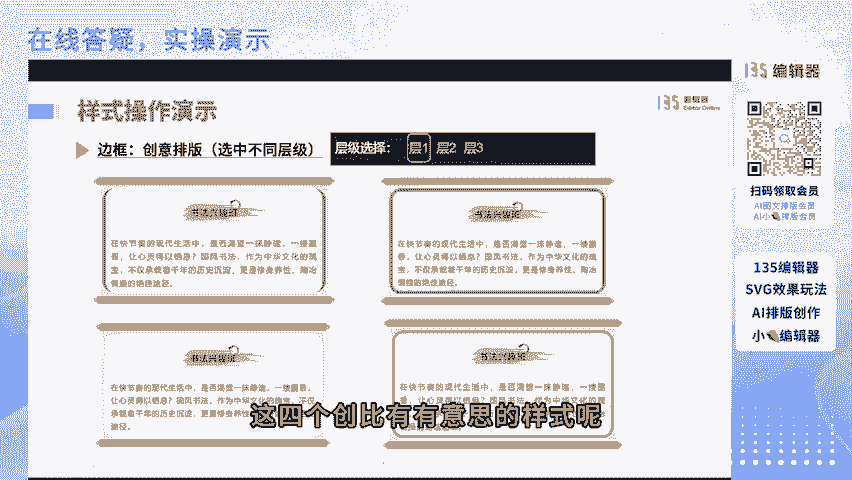 在线答疑，实操演示
135 编辑器
样式操作演示
135 编辑器
边框：创意排版（选中不同层级）
层级选择： 层1 层2 层3
书法兴趣班
在快节奏的现代生活中，是否渴望一抹静谧，一缕墨
香，让心灵得以栖息？国风书法，作为中华文化的瑰
宝，不仅承载着千年的历史沉淀，更是修身养性、陶冶
情操的绝佳途径。
书法兴趣班
在快节奏的现代生活中，是否渴望一抹静谧，一缕墨
香，让心灵得以栖息？国风书法，作为中华文化的瑰
宝，不仅承载着千年的历史沉淀，更是修身养性、陶冶
情操的绝佳途径。
书法兴趣班
在快节奏的现代生活中，是否渴望一抹静谧，一缕墨香，
让心灵得以栖息？国风书法，作为中华文化的瑰宝，不仅
承载着千年的历史沉淀，更是修身养性
途径。
书法兴趣班
在快节奏的现代生活中，是否渴望一抹静谧，一缕墨
香，让心灵得以栖息？国风书法，作为中华文化的瑰
这四个创比有有意思的样式呢
扫码领取会员
AI图文排版会员
AI小 排版会员
135编辑器
SVG效果玩法
AI排版创作
小 编辑器